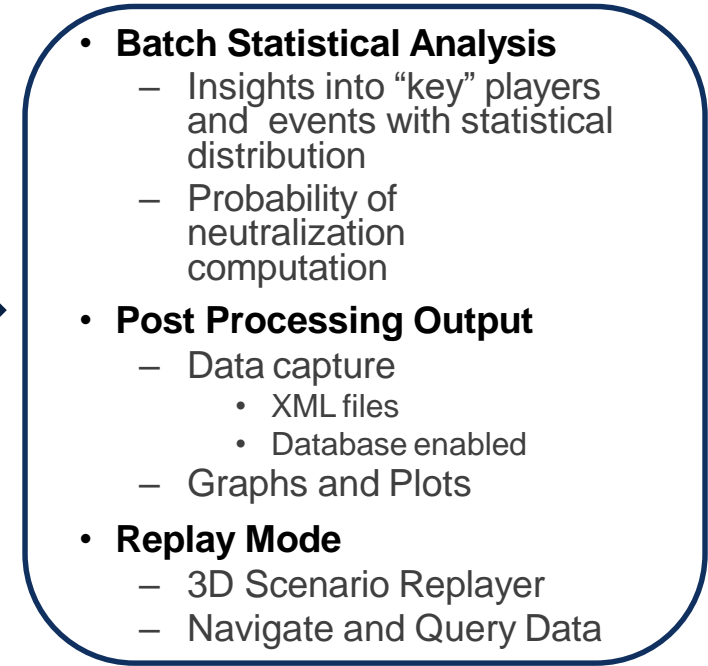 • Batch Statistical Analysis
– Insights into “key” players
and events with statistical
distribution
– Probability of
neutralization
computation
• Post Processing Output
– Data capture
• XML files
• Database enabled
– Graphs and Plots
• Replay Mode
– 3D Scenario Replayer
– Navigate and Query Data